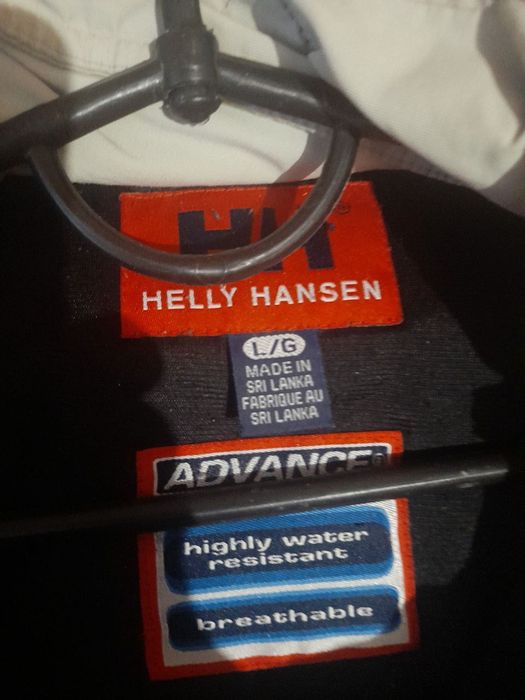 HH®
HELLY HANSEN
L/G
MADE IN
SRI LANKA
FABRIQUE AU
SRI LANKA
ADVANCE
highly water
resistant
breathable